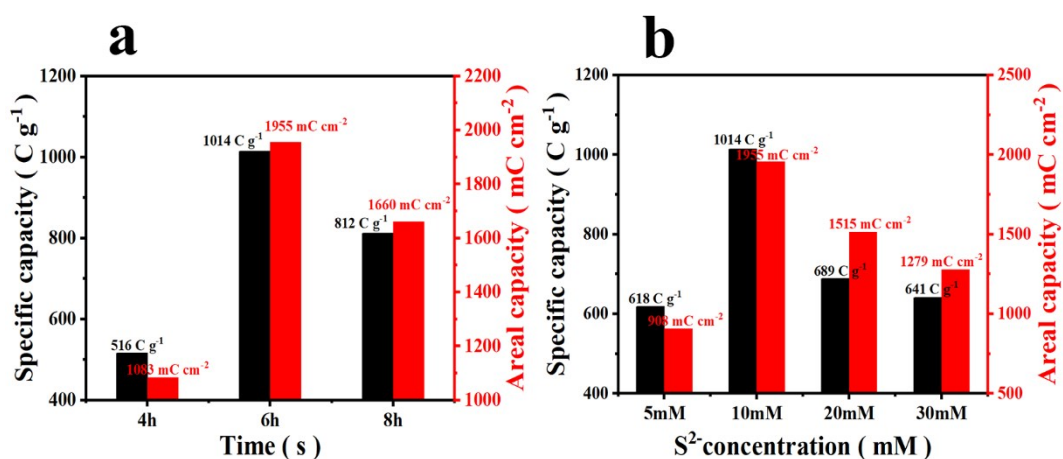 a
1200
1000
800
600
400
Specific capacity ( C g-1 )
516 C g-1
1083 mC cm-2
1014 C g-1
1955 mC cm-2
812 C g-1
1660 mC cm-2
2200
2000
1800
1600
1400
1200
1000
Areal capacity ( mC cm-2 )
4h 6h 8h
Time ( s )
b
1200
1000
800
600
400
Specific capacity ( C g-1 )
618 C g-1
908 mC cm-2
1014 C g-1
1955 mC cm-2
689 C g-1
1515 mC cm-2
641 C g-1
1279 mC cm-2
2500
2000
1500
1000
500
Areal capacity ( mC cm-2 )
5mM 10mM 20mM 30mM
S2-concentration ( mM )